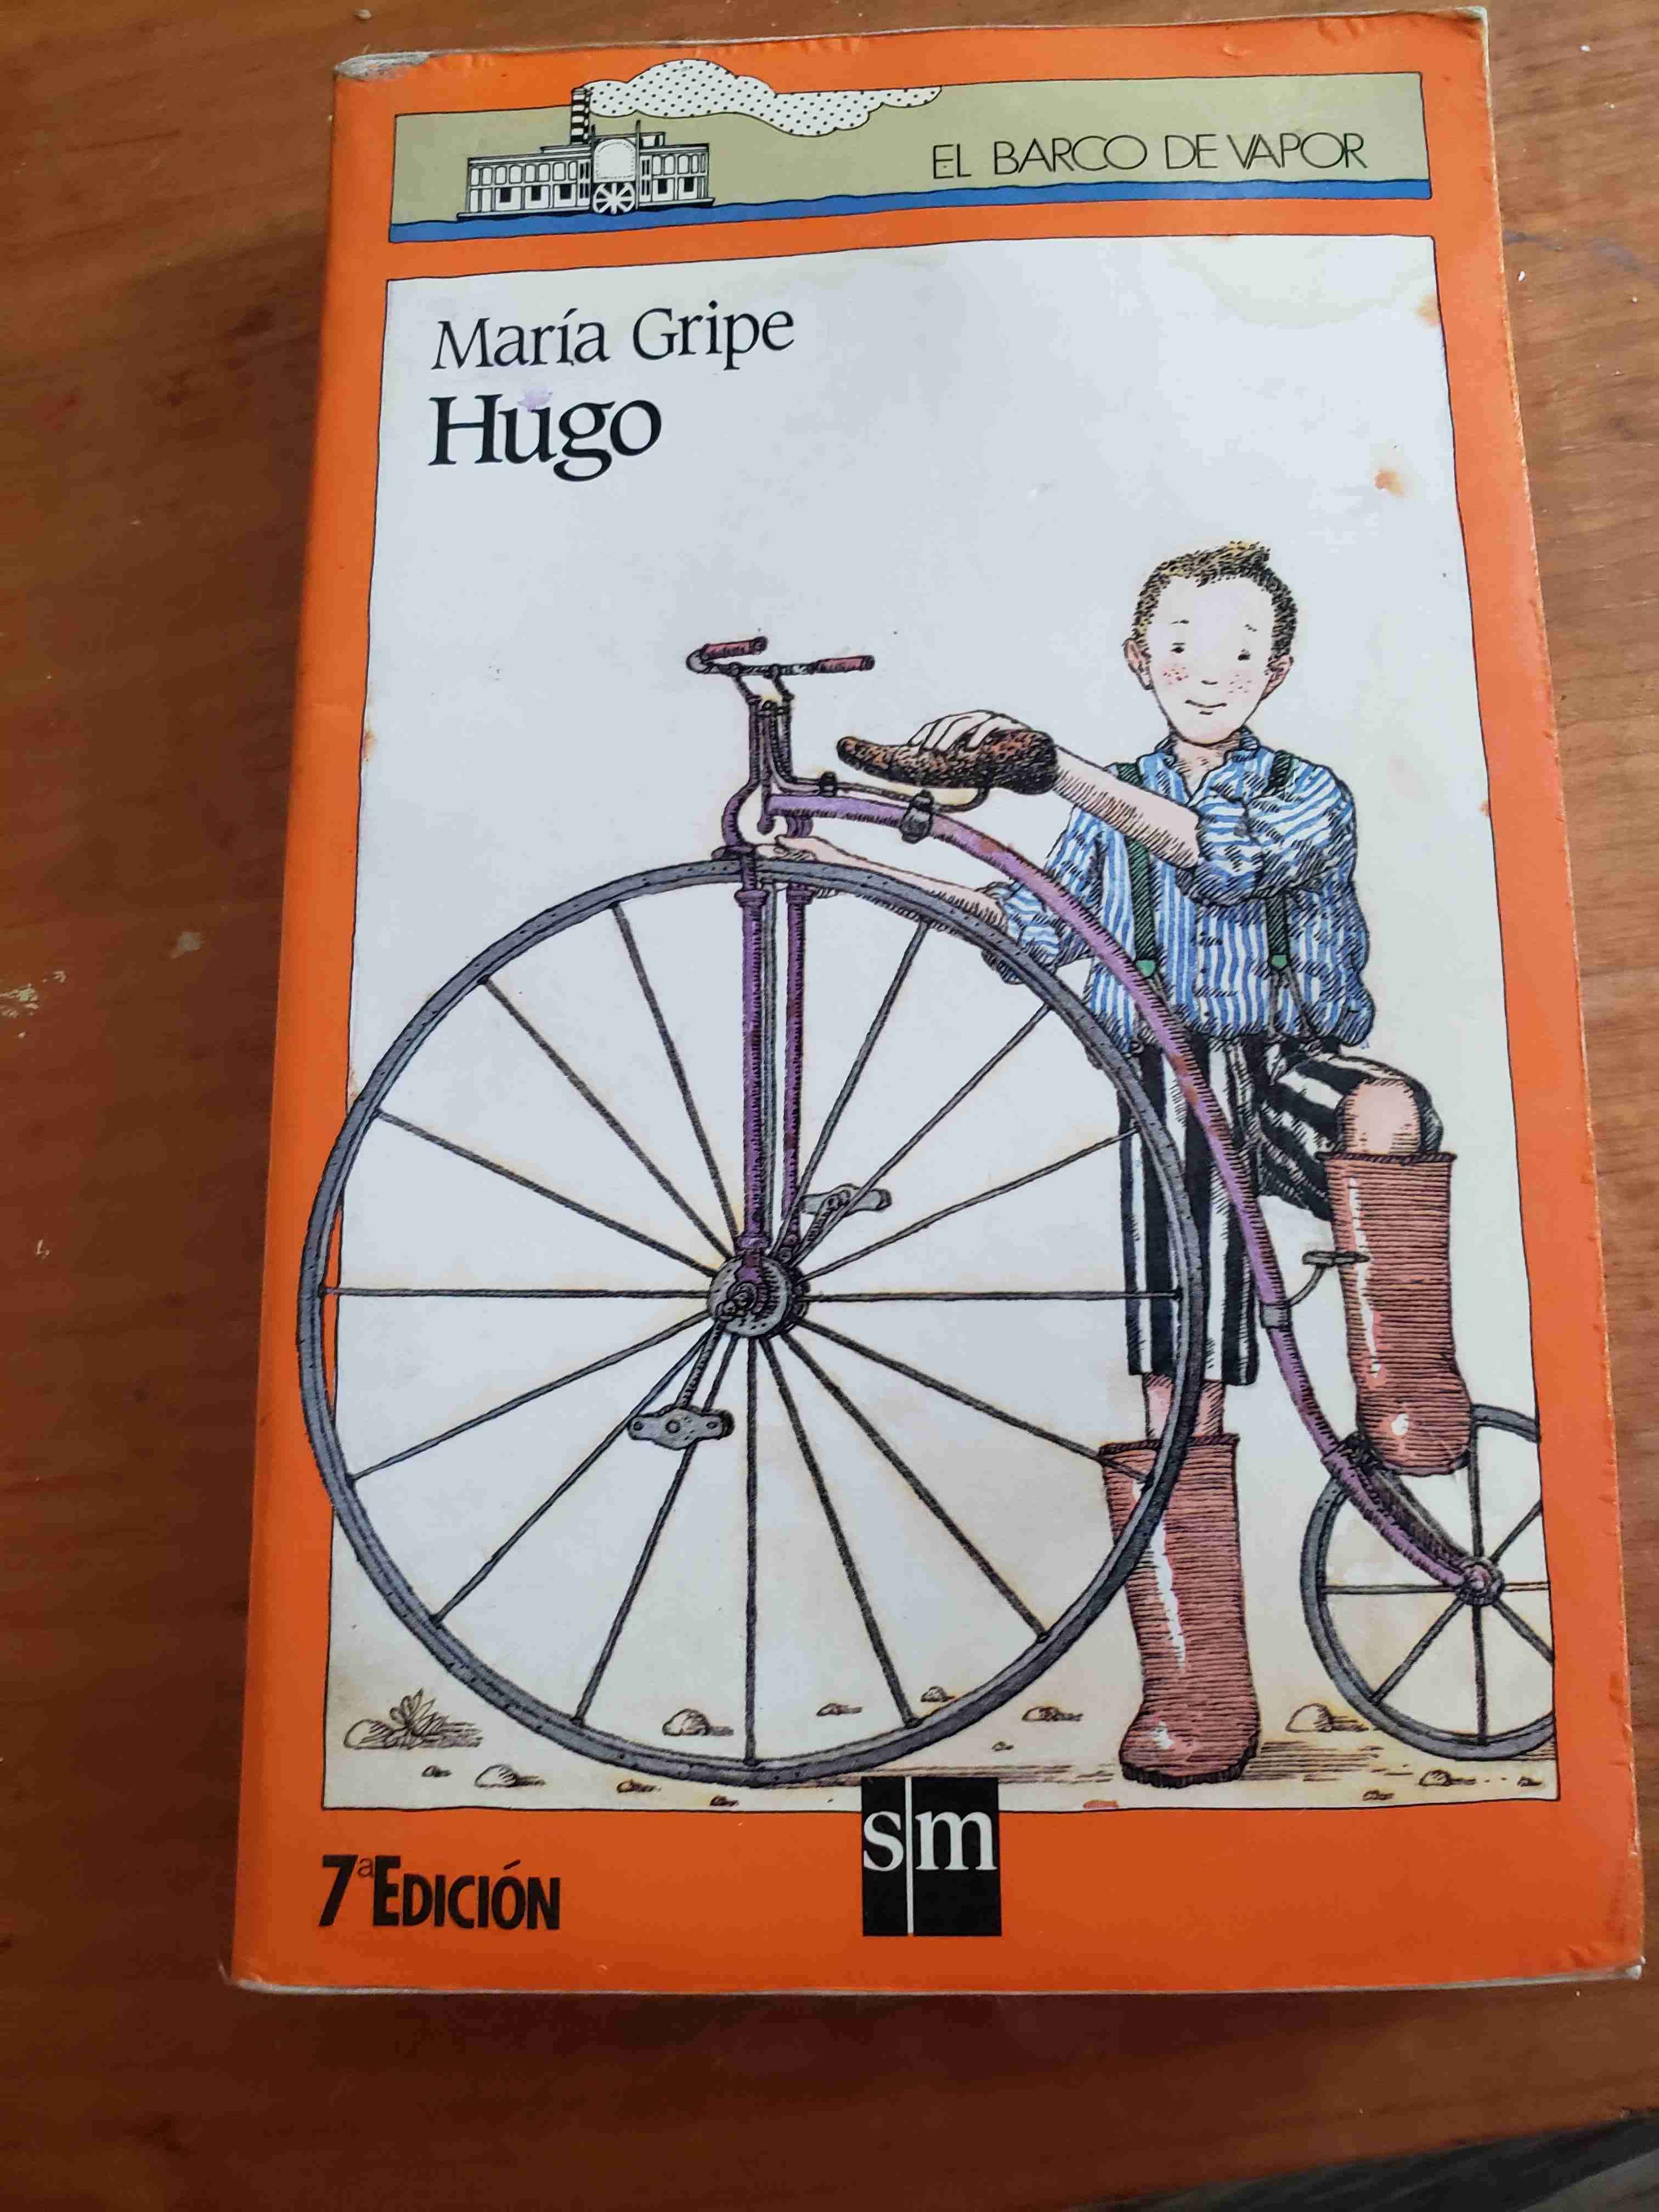 EL BARCO DE VAPOR
María Gripe
Hugo
7ª EDICIÓN
sm